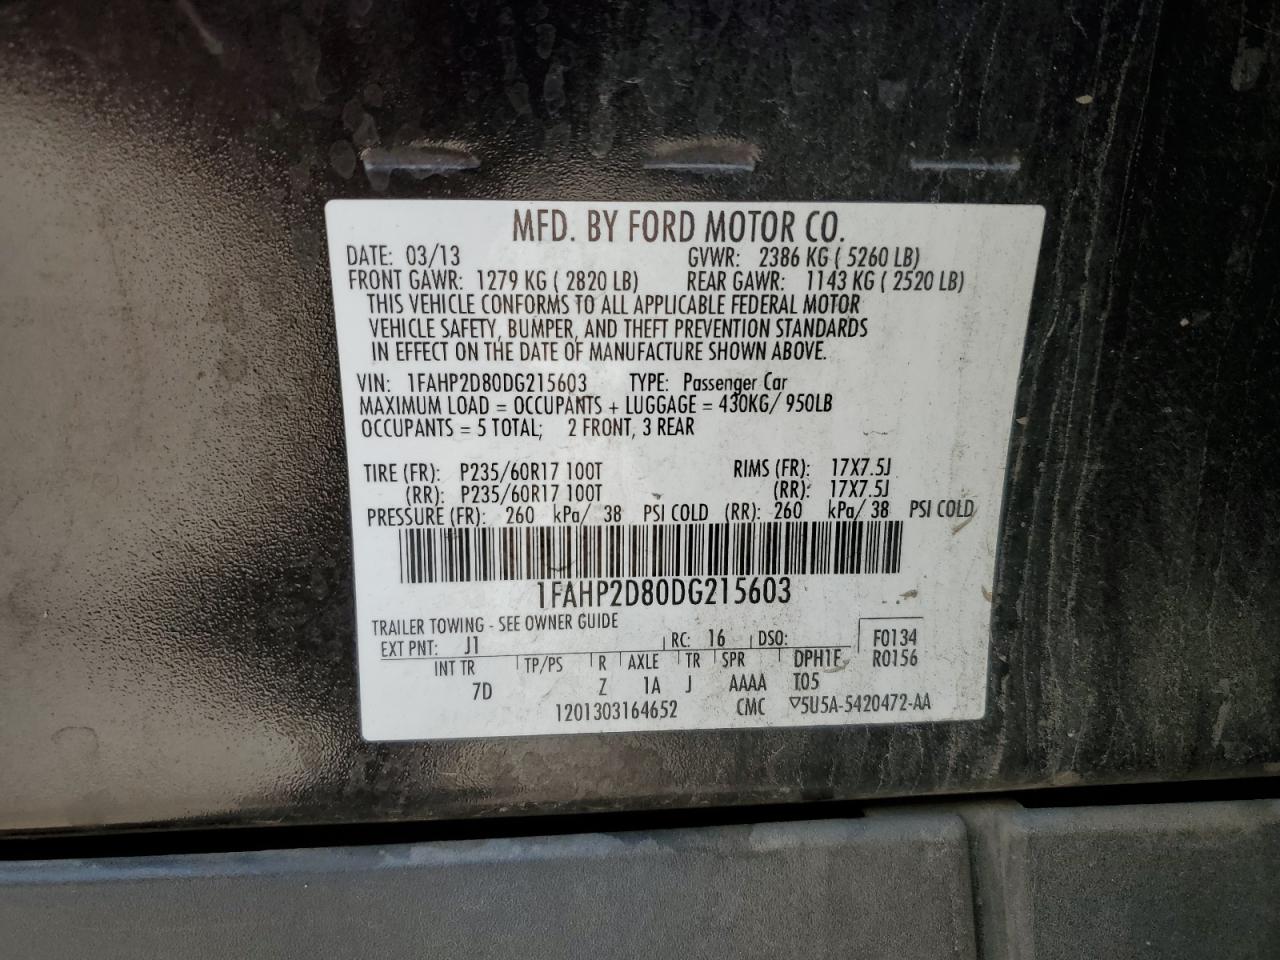 MFD. BY FORD MOTOR CO.
DATE: 03/13 GVWR: 2386 KG ( 5260 LB)
FRONT GAWR: 1279 KG ( 2820 LB) REAR GAWR: 1143 KG ( 2520 LB)
THIS VEHICLE CONFORMS TO ALL APPLICABLE FEDERAL MOTOR
VEHICLE SAFETY, BUMPER, AND THEFT PREVENTION STANDARDS
IN EFFECT ON THE DATE OF MANUFACTURE SHOWN ABOVE.
VIN: 1FAHP2D80DG215603 TYPE: Passenger Car
MAXIMUM LOAD = OCCUPANTS + LUGGAGE = 430KG/ 950LB
OCCUPANTS = 5 TOTAL; 2 FRONT, 3 REAR
TIRE (FR): P235/60R17 100T RIMS (FR): 17X7.5J
(RR): P235/60R17 100T (RR): 17X7.5J
PRESSURE (FR): 260 kPa/ 38 PSI COLD (RR): 260 kPa/ 38 PSI COLD
1FAHP2D80DG215603
TRAILER TOWING - SEE OWNER GUIDE
EXT PNT: J1 RC: 16 DSO: F0134
INT TR TP/PS R AXLE TR SPR DPH1F R0156
7D Z 1A J AAAA T05
1201303164652 CMC ▽5U5A-5420472-AA